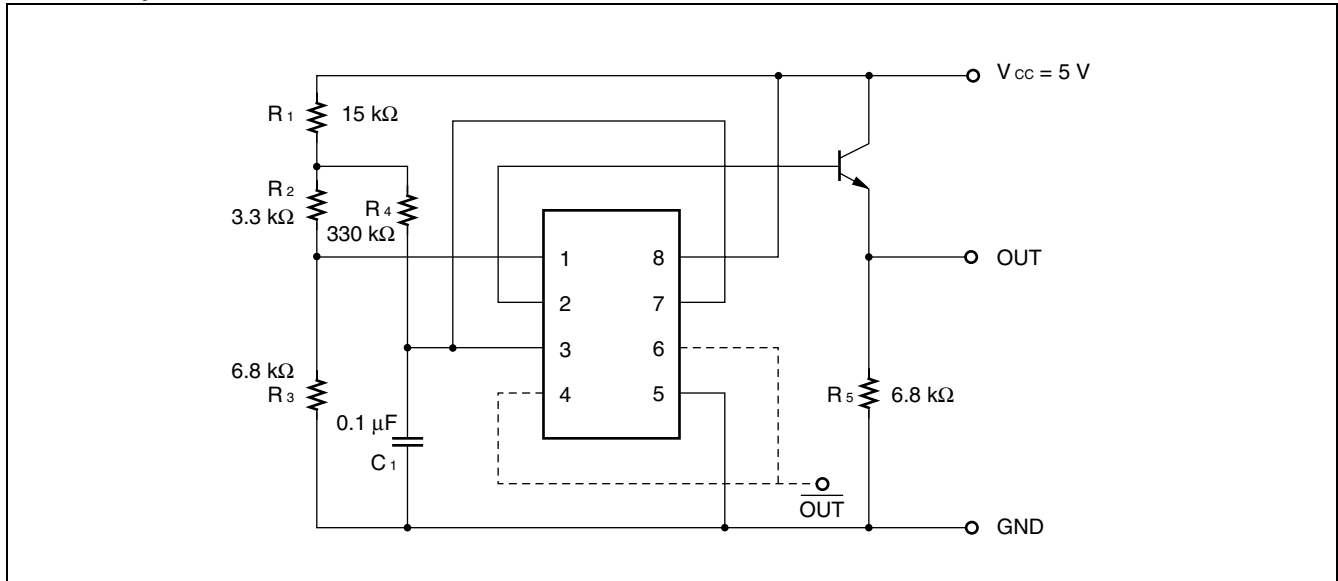 V CC = 5 V
R 1 15 kΩ
R 2
3.3 kΩ
R 4
330 kΩ
1 8
OUT
2 7
3 6
6.8 kΩ
R 3
4 5
R 5 6.8 kΩ
0.1 μF
C 1
OUT
GND